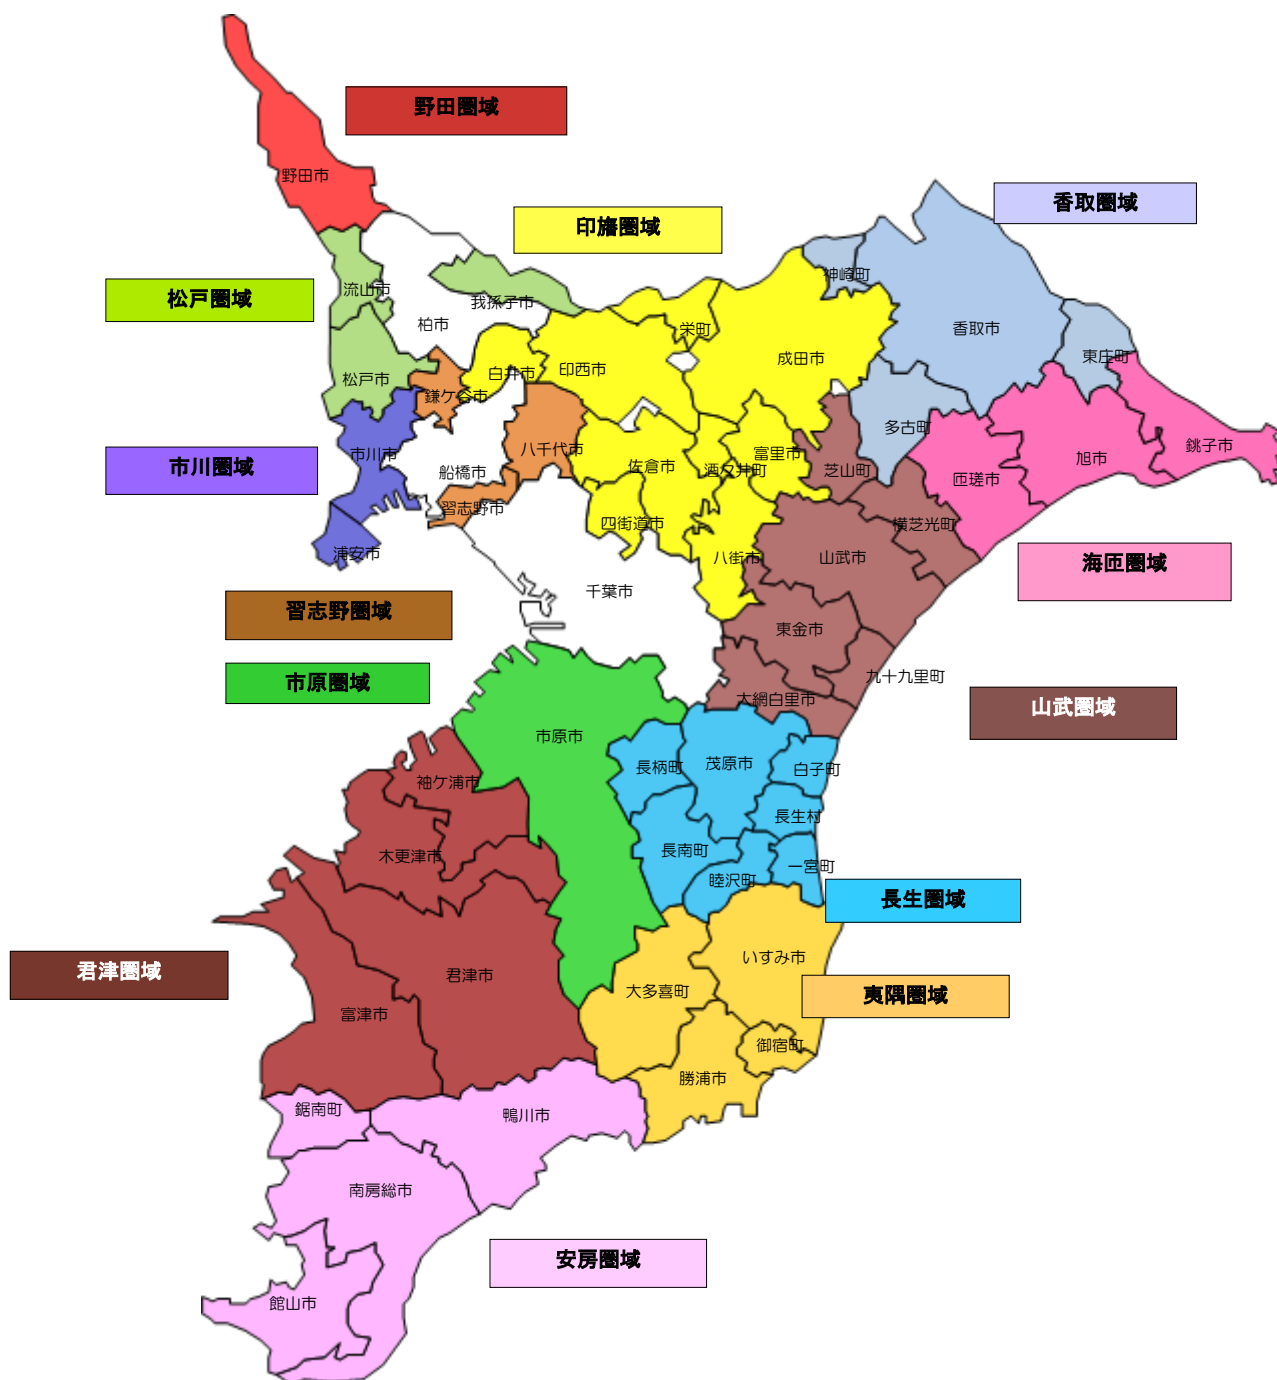 野田圏域
野田市
香取圏域
印旛圏域
神崎町
松戸圏域
流山市
我孫子市
柏市
栄町
香取市
成田市
東庄町
印西市
白井市
松戸市
鎌ケ谷市
多古町
銚子市
八千代市
市川市
富里市
旭市
市川圏域
船橋市
佐倉市
酒々井町
芝山町
匝瑳市
習志野市
四街道市
横芝光町
浦安市
八街市
山武市
海匝圏域
千葉市
習志野圏域
東金市
市原圏域
九十九里町
大網白里市
山武圏域
市原市
茂原市
長柄町
白子町
袖ケ浦市
長生村
木更津市
長南町
一宮町
睦沢町
長生圏域
いすみ市
君津圏域
君津市
大多喜町
夷隅圏域
富津市
御宿町
勝浦市
鋸南町
鴨川市
南房総市
安房圏域
館山市